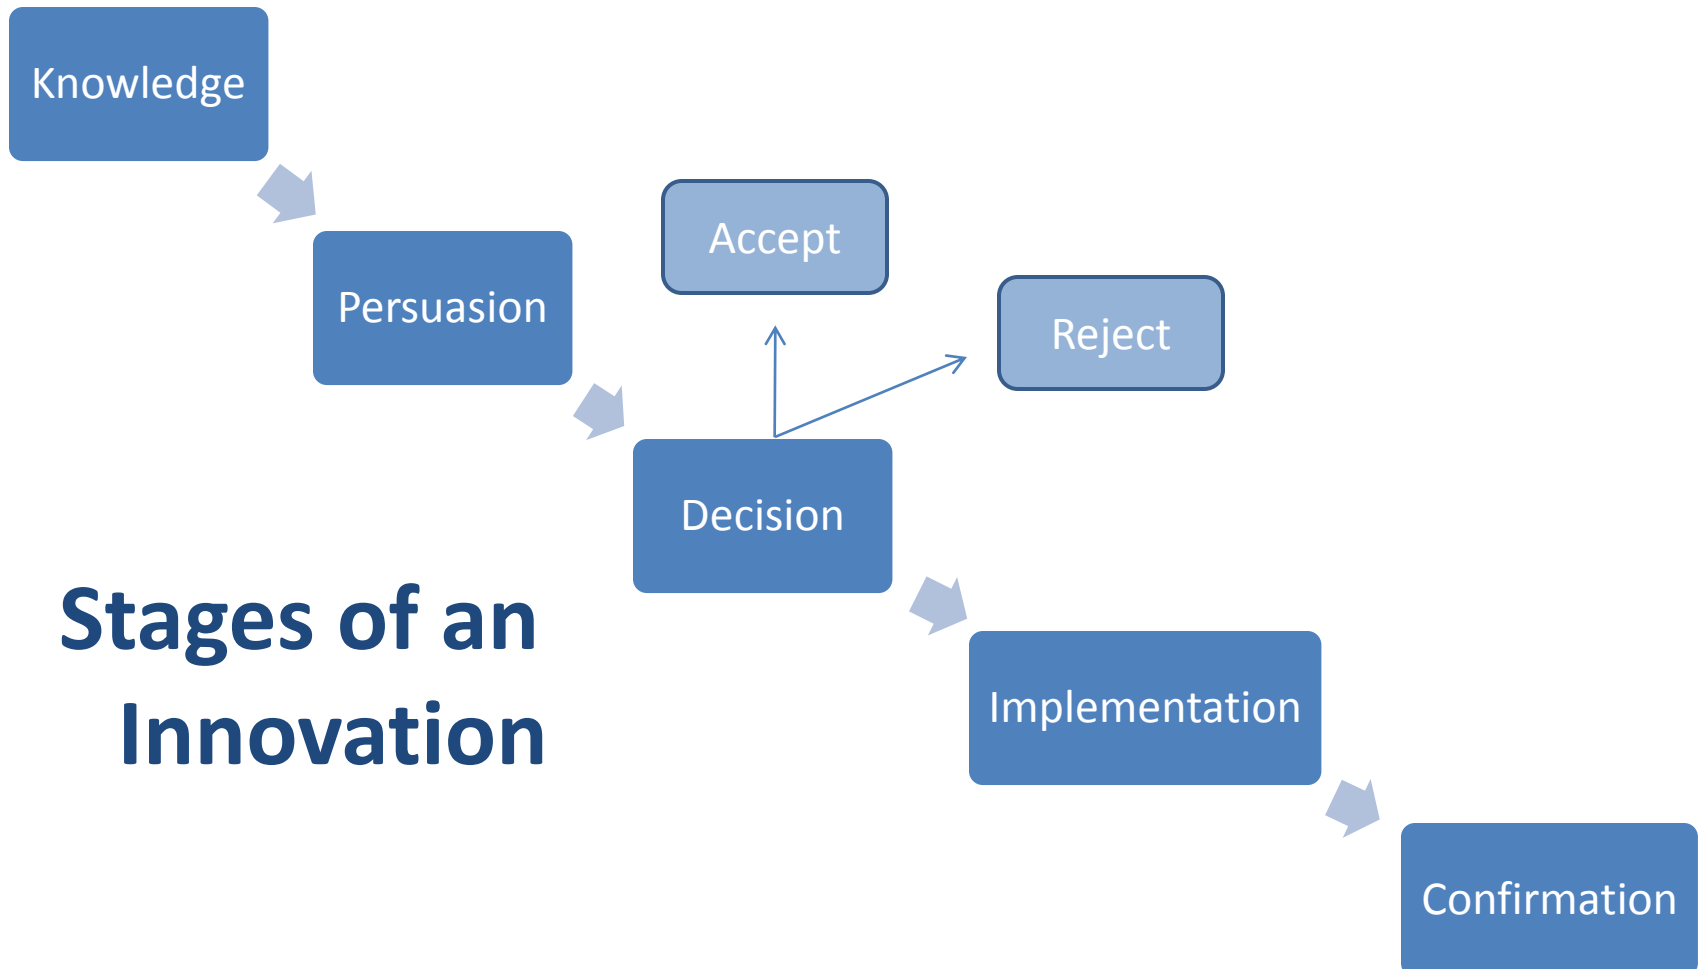 Knowledge
Accept
Persuasion
Reject
Decision
Stages of an
Innovation
Implementation
Confirmation